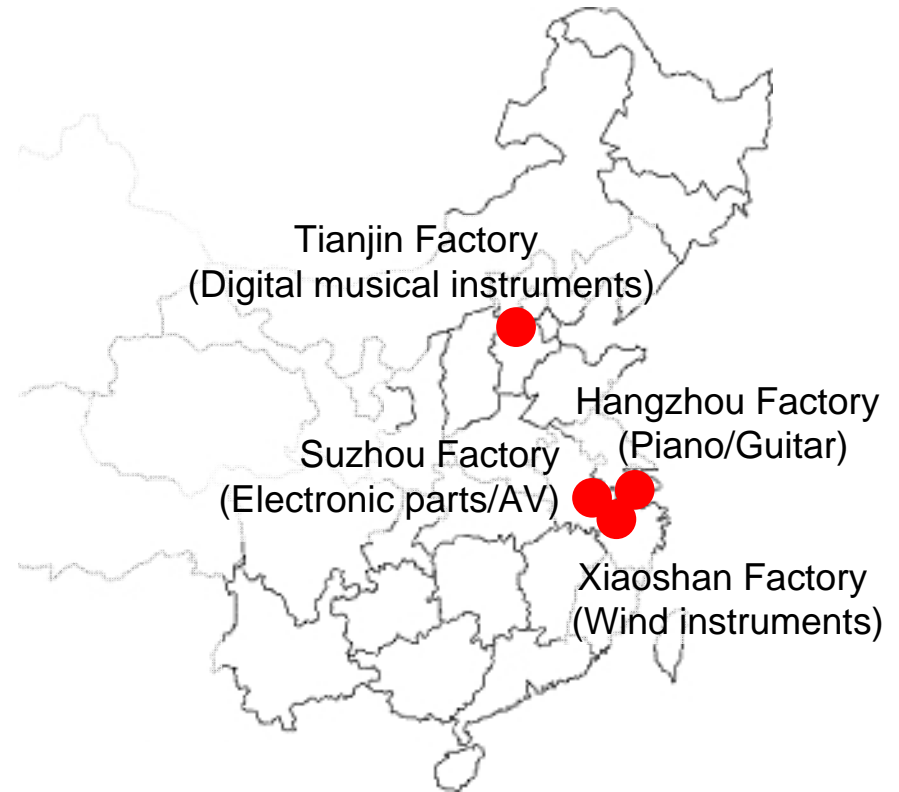 Tianjin Factory
(Digital musical instruments)
Hangzhou Factory
(Piano/Guitar)
Suzhou Factory
(Electronic parts/AV)
Xiaoshan Factory
(Wind instruments)